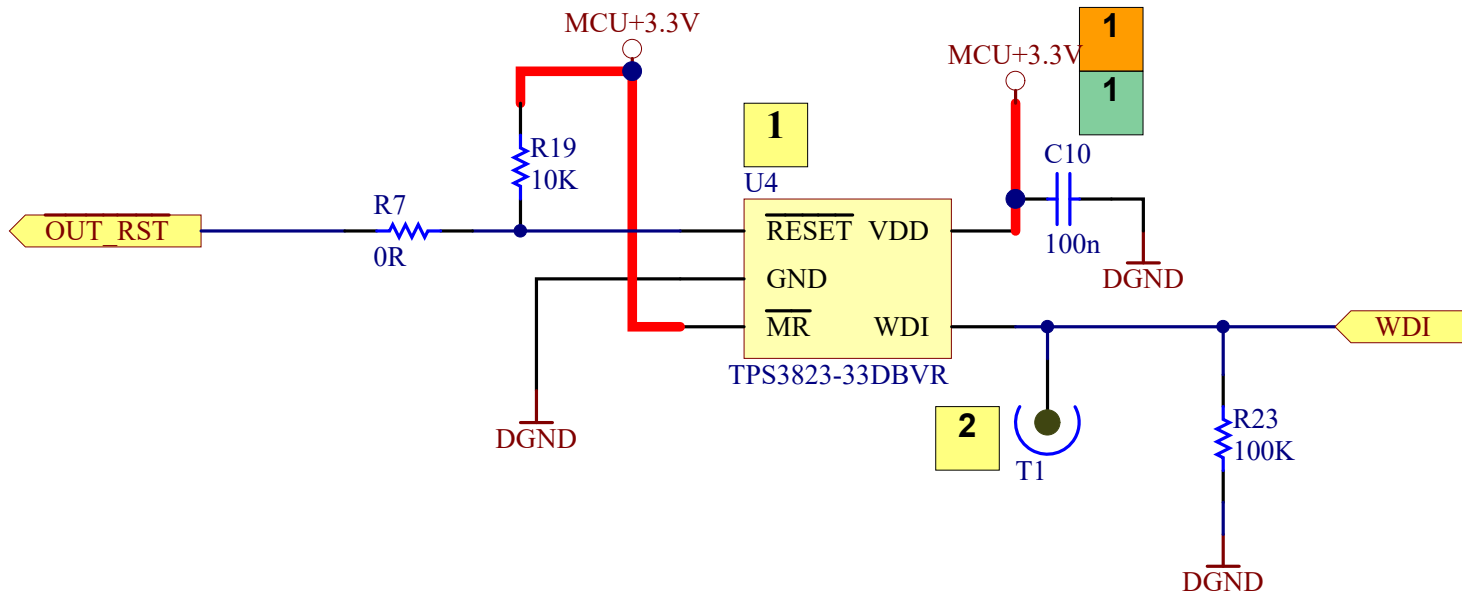 MCU+3.3V
MCU+3.3V
1
1
1
R19
10K
C10
100n
DGND
U4
R7
0R
OUT_RST
RESET VDD
GND
MR WDI
TPS3823-33DBVR
WDI
DGND
2
T1
R23
100K
DGND